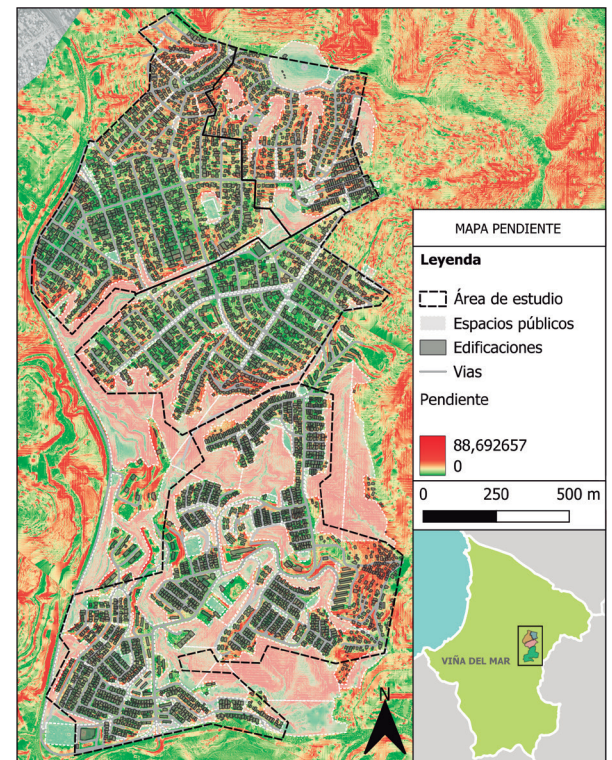 MAPA PENDIENTE
Leyenda
Área de estudio
Espacios públicos
Edificaciones
Vias
Pendiente
88,692657
0
0 250 500 m
VIÑA DEL MAR
N